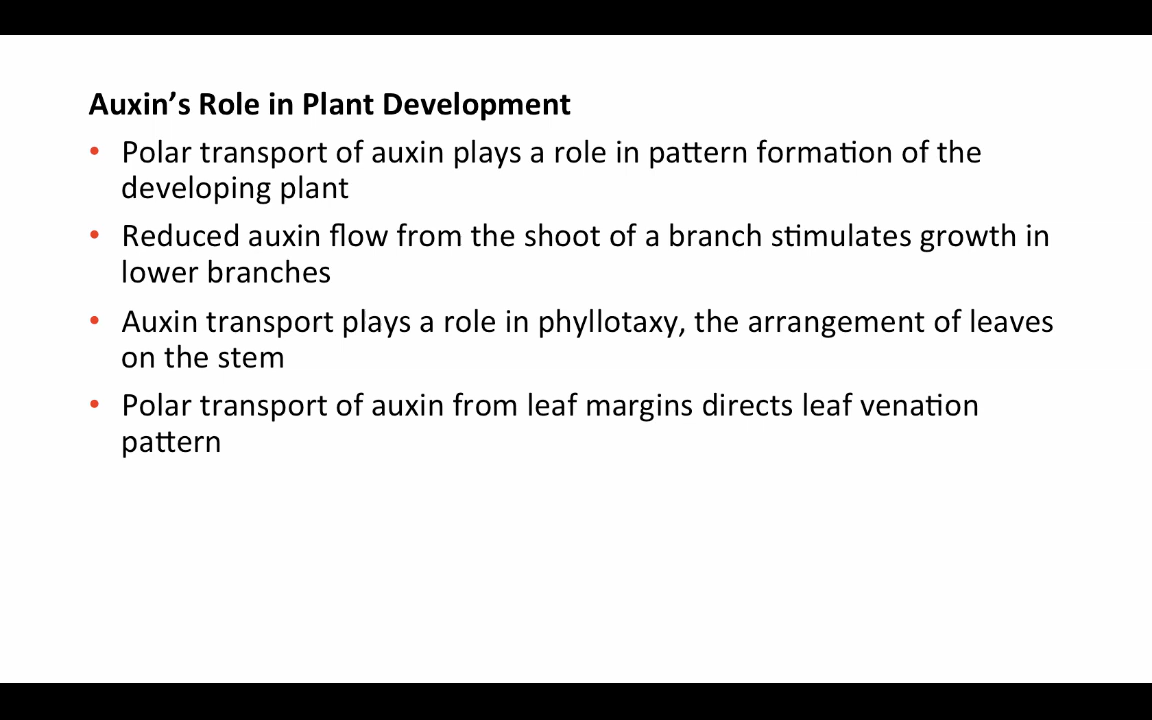 Auxin’s Role in Plant Development
• Polar transport of auxin plays a role in pattern formation of the
developing plant
• Reduced auxin flow from the shoot of a branch stimulates growth in
lower branches
• Auxin transport plays a role in phyllotaxy, the arrangement of leaves
on the stem
• Polar transport of auxin from leaf margins directs leaf venation
pattern